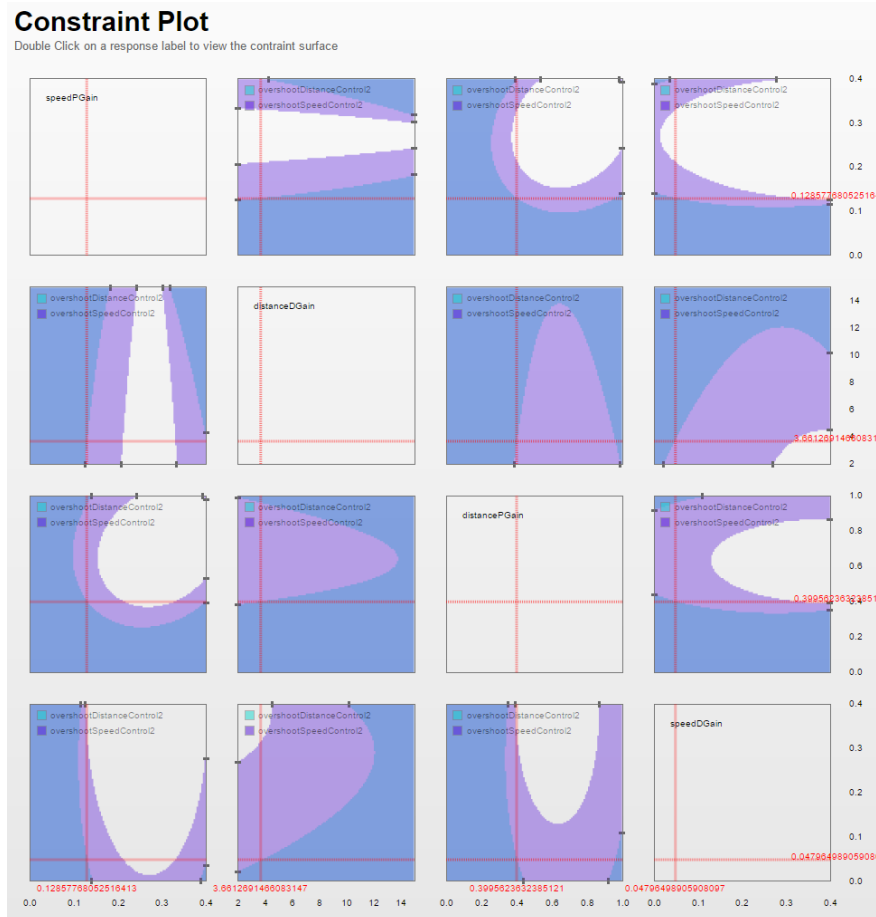 Constraint Plot
Double Click on a response label to view the contraint surface
speedPGain
overshootDistanceControl2
overshootSpeedControl2
overshootDistanceControl2
overshootSpeedControl2
overshootDistanceControl2
overshootSpeedControl2
0.4
0.3
0.2
0.1
0.0
overshootDistanceControl2
overshootSpeedControl2
distanceDGain
overshootDistanceControl2
overshootSpeedControl2
overshootDistanceControl2
overshootSpeedControl2
14
12
10
8
6
4
2
overshootDistanceControl2
overshootSpeedControl2
overshootDistanceControl2
overshootSpeedControl2
distancePGain
overshootDistanceControl2
overshootSpeedControl2
1.0
0.8
0.6
0.4
0.2
0.0
overshootDistanceControl2
overshootSpeedControl2
overshootDistanceControl2
overshootSpeedControl2
overshootDistanceControl2
overshootSpeedControl2
speedDGain
0.4
0.3
0.2
0.1
0.0
0.12857768052516413 3.6612691466083147 0.3995623632385121 0.04796498905908097
0.0 0.1 0.2 0.3 0.4 2 4 6 8 10 12 14 0.0 0.2 0.4 0.6 0.8 1.0 0.0 0.1 0.2 0.3 0.4